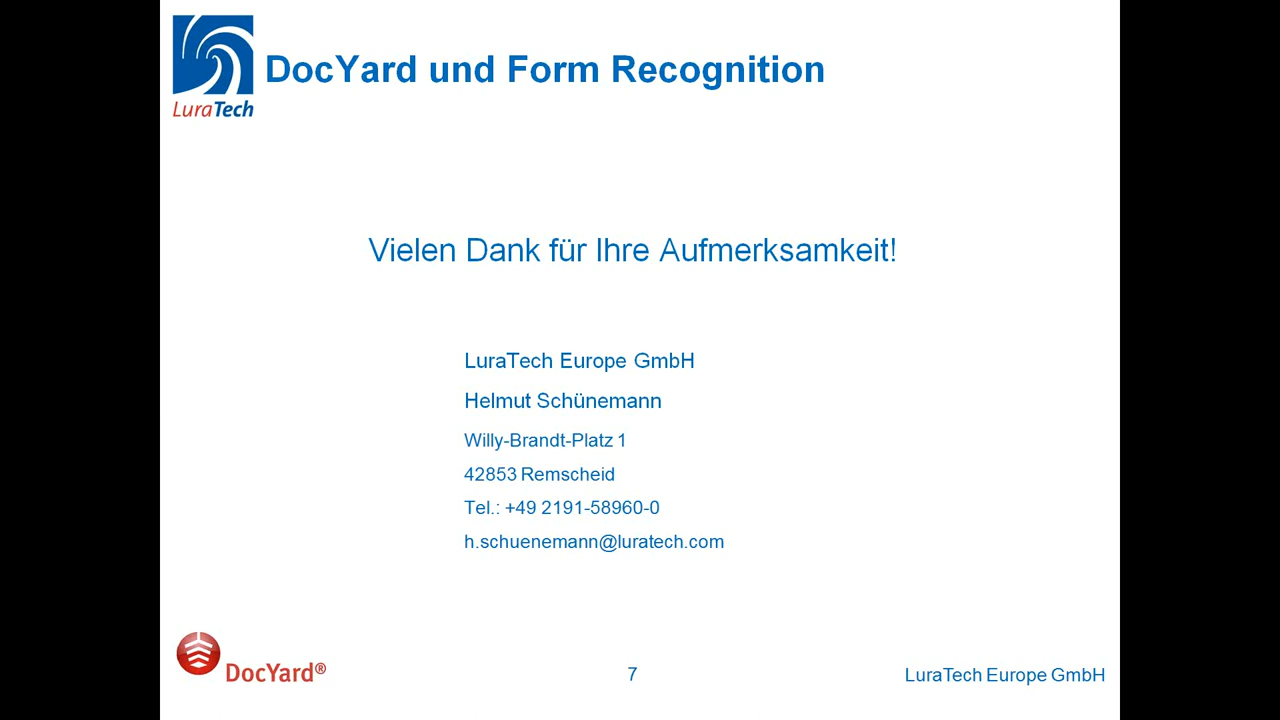 DocYard und Form Recognition
LuraTech
Vielen Dank für Ihre Aufmerksamkeit!
LuraTech Europe GmbH
Helmut Schünemann
Willy-Brandt-Platz 1
42853 Remscheid
Tel.: +49 2191-58960-0
h.schuenemann@luratech.com
DocYard®
7
LuraTech Europe GmbH